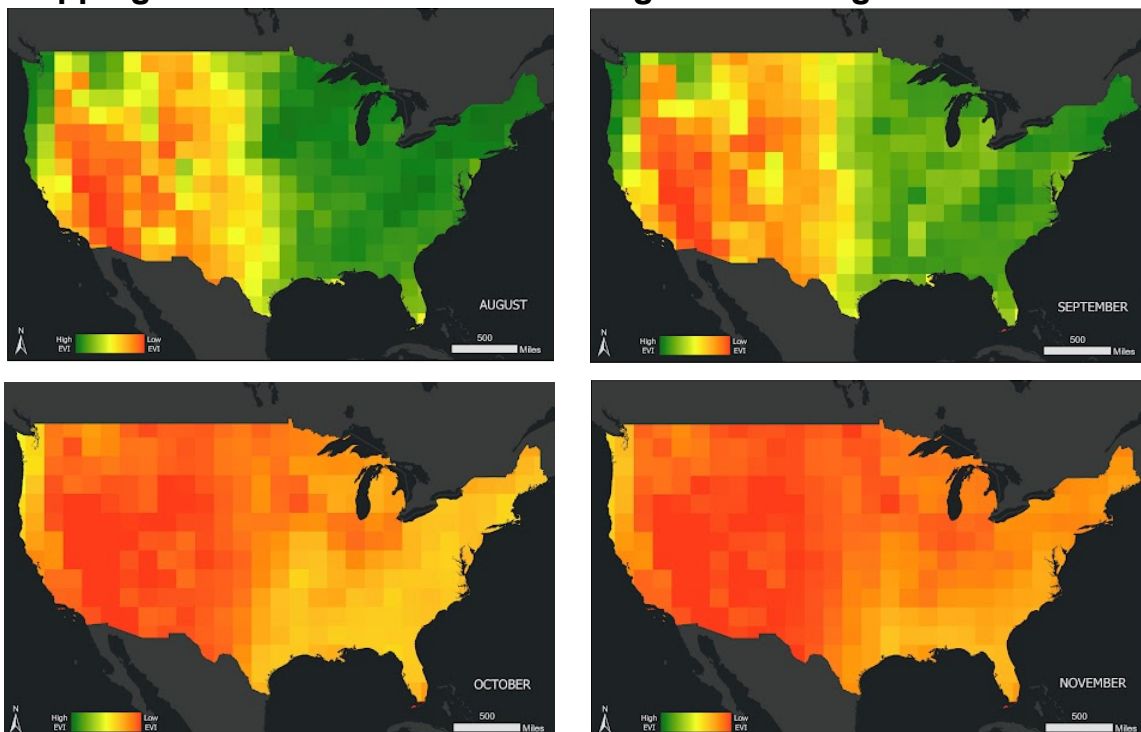 AUGUST
N
High
EVI
Low
EVI
500
Miles
SEPTEMBER
N
High
EVI
Low
EVI
500
Miles
OCTOBER
N
High
EVI
Low
EVI
500
Miles
NOVEMBER
N
High
EVI
Low
EVI
500
Miles